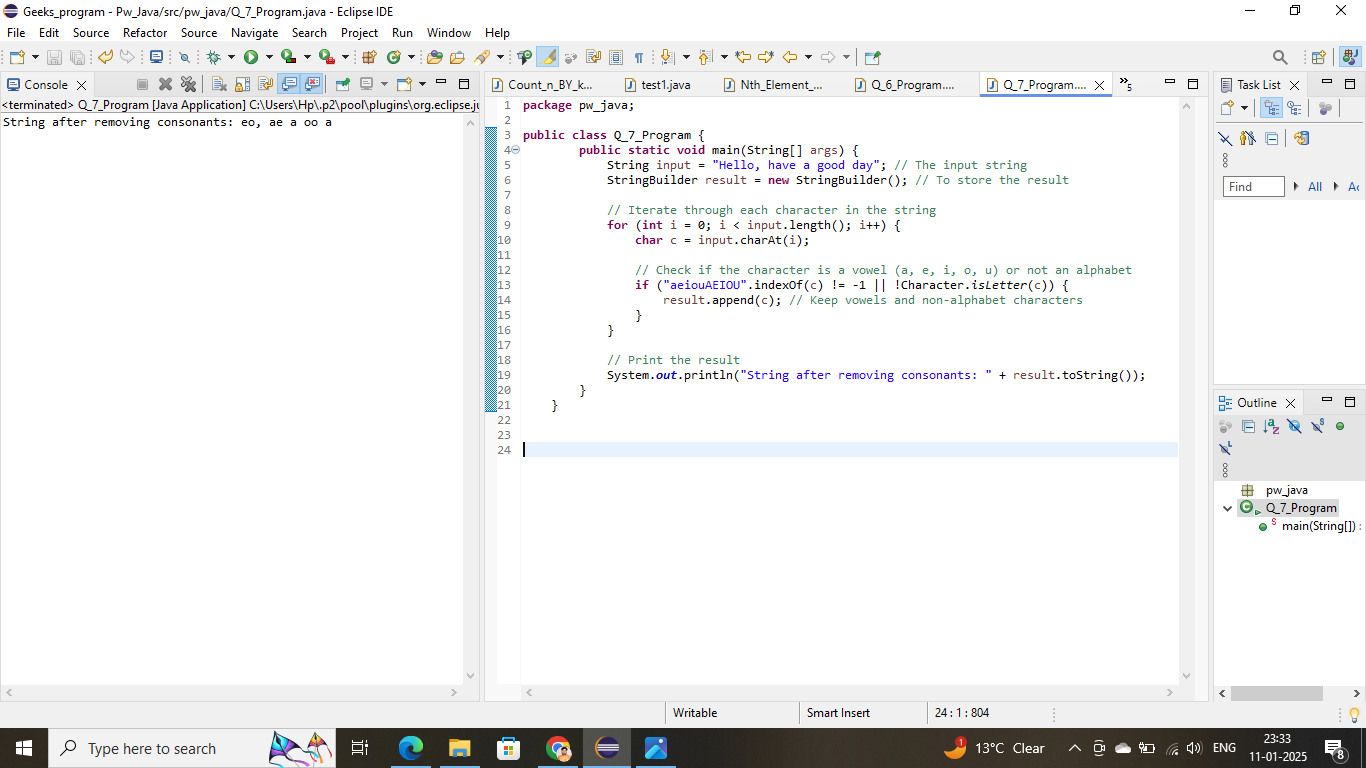 Geeks_program - Pw_Java/src/pw_java/Q_7_Program.java - Eclipse IDE
File Edit Source Refactor Source Navigate Search Project Run Window Help
Console
<terminated> Q_7_Program [Java Application] C:\Users\Hp\.p2\pool\plugins\org.eclipse.ju
String after removing consonants: eo, ae a oo a
Count_n_BY_k... test1.java Nth_Element_... Q_6_Program.... Q_7_Program.... »5
1 package pw_java;
2
3 public class Q_7_Program {
4 public static void main(String[] args) {
5 String input = "Hello, have a good day"; // The input string
6 StringBuilder result = new StringBuilder(); // To store the result
7
8 // Iterate through each character in the string
9 for (int i = 0; i < input.length(); i++) {
10 char c = input.charAt(i);
11
12 // Check if the character is a vowel (a, e, i, o, u) or not an alphabet
13 if ("aeiouAEIOU".indexOf(c) != -1 || !Character.isLetter(c)) {
14 result.append(c); // Keep vowels and non-alphabet characters
15 }
16 }
17
18 // Print the result
19 System.out.println("String after removing consonants: " + result.toString());
20 }
21 }
22
23
24
Task List
Find All Ac
Outline
pw_java
Q_7_Program
main(String[]) :
Writable Smart Insert 24 : 1 : 804
Type here to search
1 13°C Clear ENG 23:33
11-01-2025 8